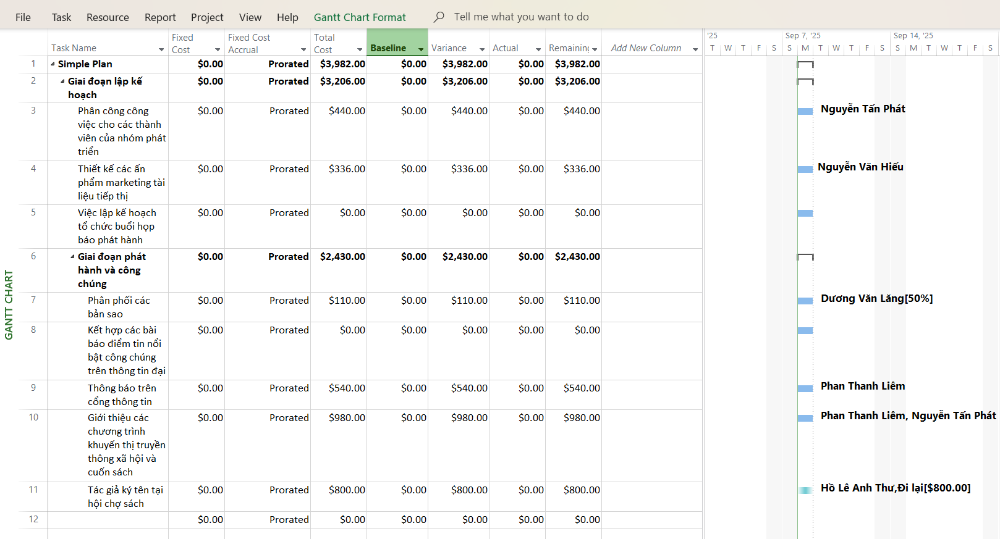 File Task Resource Report Project View Help Gantt Chart Format Tell me what you want to do
Task Name Fixed Cost Fixed Cost Accrual Total Cost Baseline Variance Actual Remaining Add New Column
'25 Sep 7, '25 Sep 14, '25
T W T F S S M T W T F S S M T W T F S
1 Simple Plan $0.00 Prorated $3,982.00 $0.00 $3,982.00 $0.00 $3,982.00
2 Giai đoạn lập kế $0.00 Prorated $3,206.00 $0.00 $3,206.00 $0.00 $3,206.00
hoạch
3 Phân công công $0.00 Prorated $440.00 $0.00 $440.00 $0.00 $440.00 Nguyễn Tấn Phát
việc cho các thành
viên của nhóm phát
triển
4 Thiết kế các ấn $0.00 Prorated $336.00 $0.00 $336.00 $0.00 $336.00 Nguyễn Văn Hiếu
phẩm marketing tài
liệu tiếp thị
5 Việc lập kế hoạch $0.00 Prorated $0.00 $0.00 $0.00 $0.00 $0.00
tổ chức buổi họp
báo phát hành
6 Giai đoạn phát $0.00 Prorated $2,430.00 $0.00 $2,430.00 $0.00 $2,430.00
hành và công
chúng
7 Phân phối các $0.00 Prorated $110.00 $0.00 $110.00 $0.00 $110.00 Dương Văn Lăng[50%]
bản sao
8 Kết hợp các bài $0.00 Prorated $0.00 $0.00 $0.00 $0.00 $0.00
báo điểm tin nổi
bật công chúng
trên thông tin đại
9 Thông báo trên $0.00 Prorated $540.00 $0.00 $540.00 $0.00 $540.00 Phan Thanh Liêm
cổng thông tin
10 Giới thiệu các $0.00 Prorated $980.00 $0.00 $980.00 $0.00 $980.00 Phan Thanh Liêm, Nguyễn Tấn Phát
chương trình
khuyến thị truyền
thông xã hội và
cuốn sách
11 Tác giả ký tên tại $0.00 Prorated $800.00 $0.00 $800.00 $0.00 $800.00 Hồ Lê Anh Thư,Đi lại[$800.00]
hội chợ sách
12 $0.00 Prorated $0.00 $0.00 $0.00 $0.00 $0.00
GANTT CHART